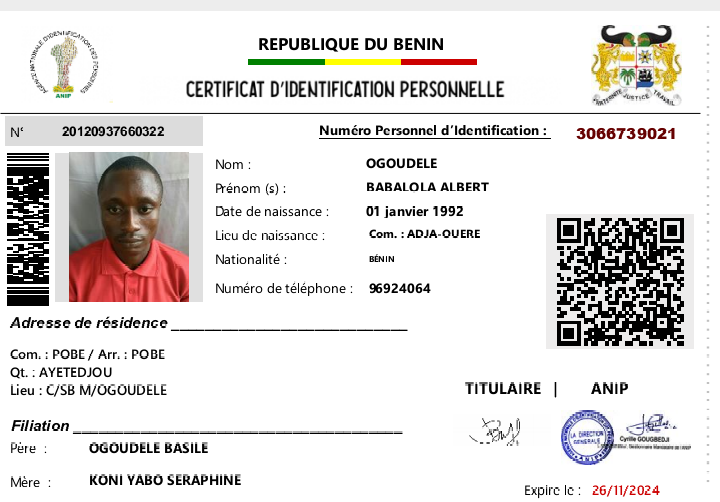 AGENCE NATIONALE D'IDENTIFICATION DES PERSONNES
ANIP
REPUBLIQUE DU BENIN
CERTIFICAT D'IDENTIFICATION PERSONNELLE
FRATERNITE JUSTICE TRAVAIL
N° 20120937660322
Numéro Personnel d'Identification : 3066739021
Nom : OGOUDELE
Prénom (s) : BABALOLA ALBERT
Date de naissance : 01 janvier 1992
Lieu de naissance : Com. : ADJA-OUERE
Nationalité : BÉNIN
Numéro de téléphone : 96924064
Adresse de résidence
Com. : POBE / Arr. : POBE
Qt. : AYETEDJOU
Lieu : C/SB M/OGOUDELE
TITULAIRE | ANIP
Filiation
LA DIRECTION
GENERALE
Cyrille GOUGBEDJI
Père : OGOUDELE BASILE
Mère : KONI YABO SERAPHINE
Expire le : 26/11/2024